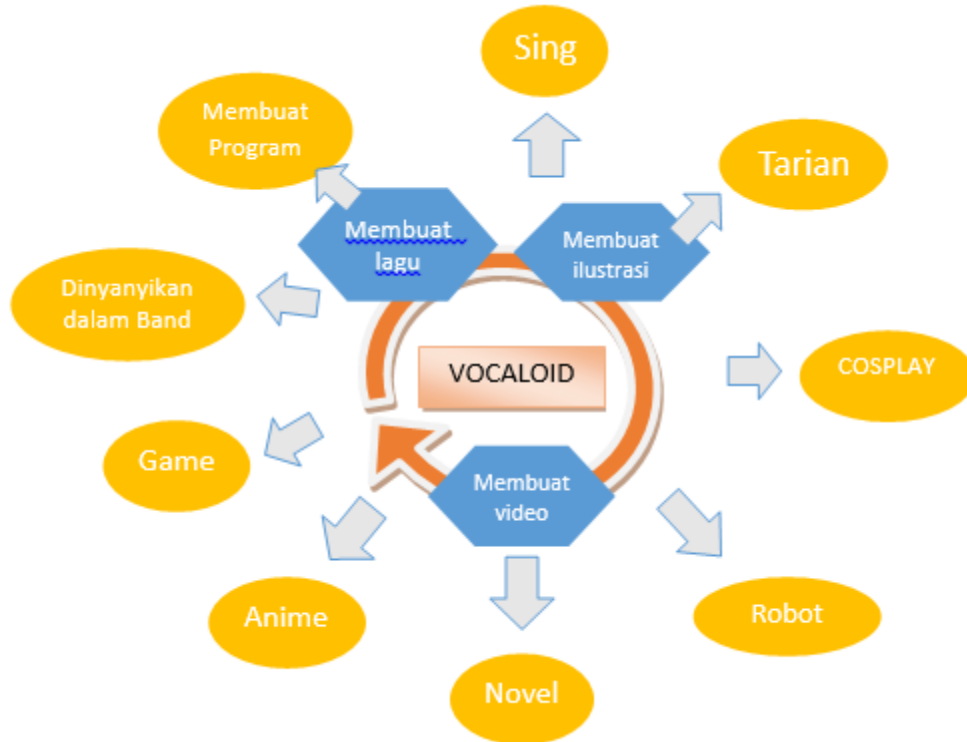 Sing
Membuat
Program
Tarian
Membuat
lagu
Membuat
ilustrasi
Dinyanyikan
dalam Band
VOCALOID
COSPLAY
Game
Membuat
video
Anime
Robot
Novel